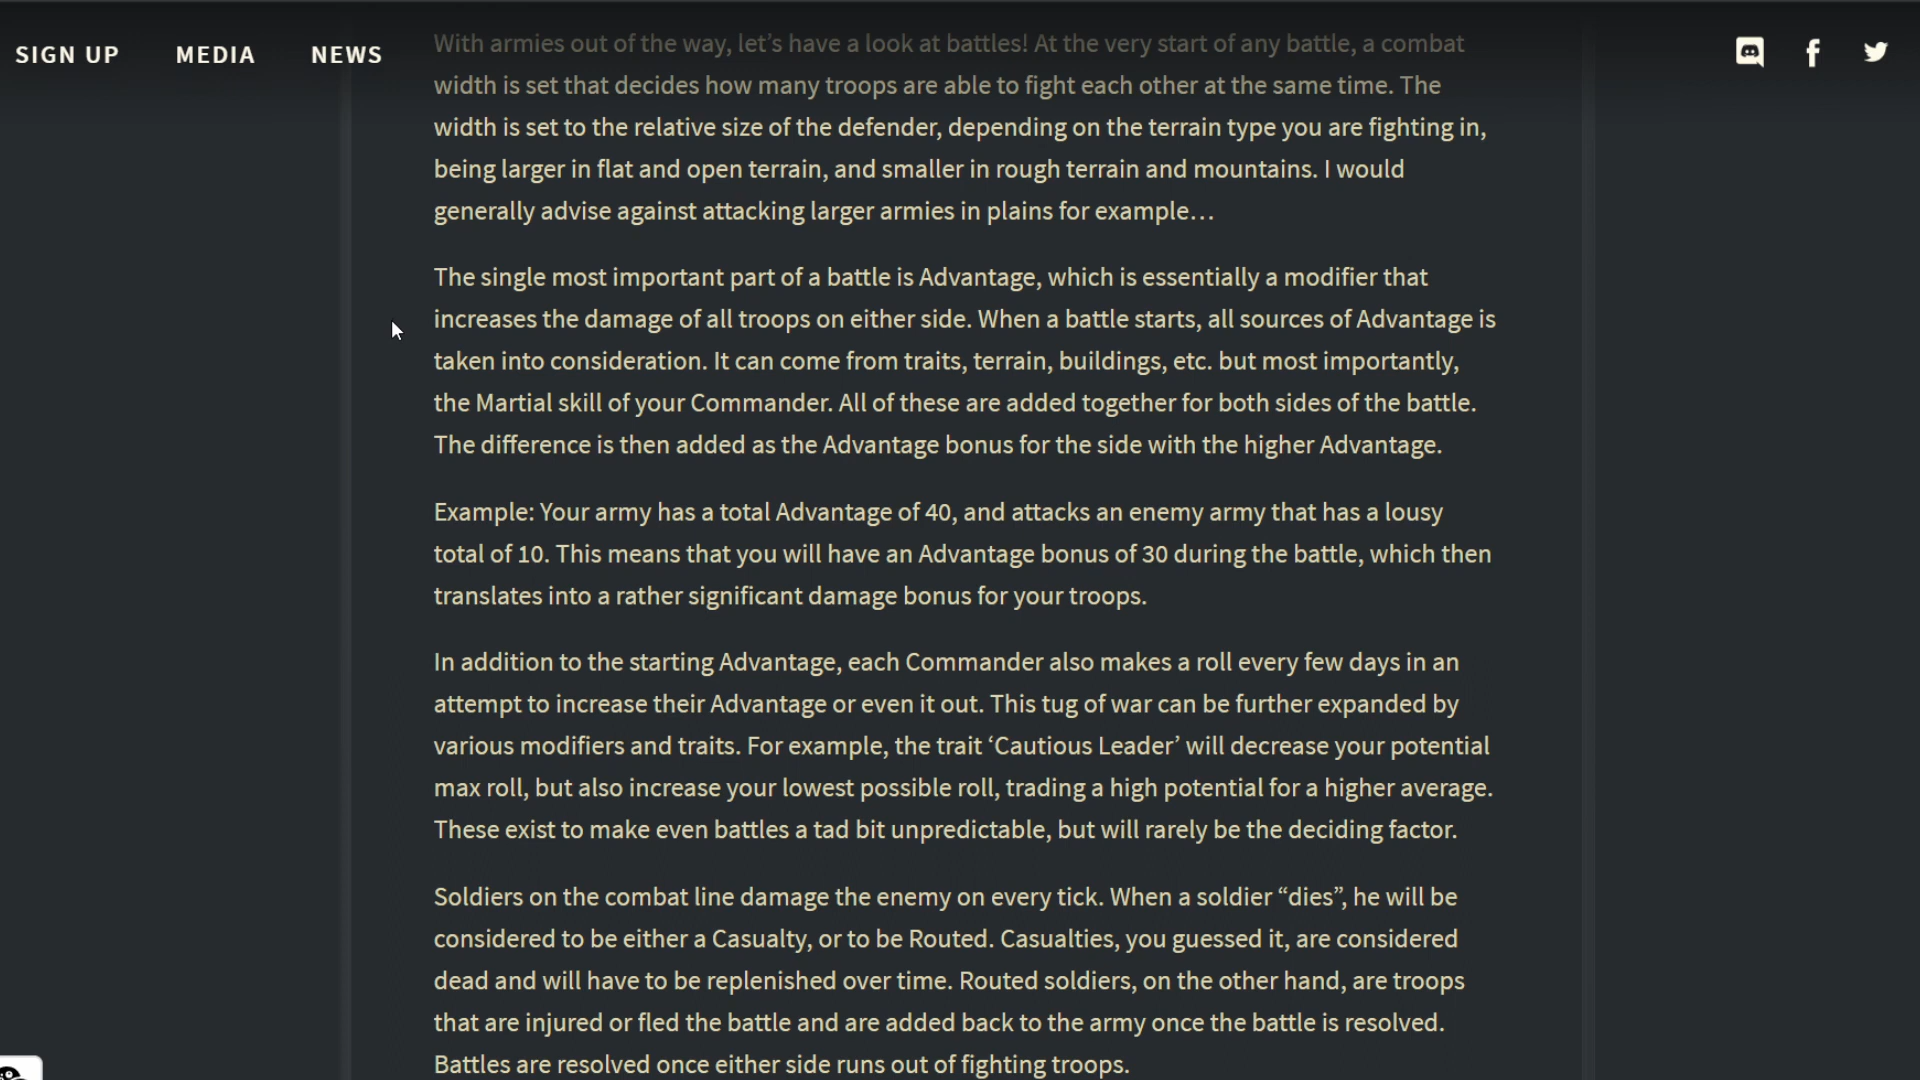 SIGN UP MEDIA NEWS
With armies out of the way, let’s have a look at battles! At the very start of any battle, a combat
width is set that decides how many troops are able to fight each other at the same time. The
width is set to the relative size of the defender, depending on the terrain type you are fighting in,
being larger in flat and open terrain, and smaller in rough terrain and mountains. I would
generally advise against attacking larger armies in plains for example…
The single most important part of a battle is Advantage, which is essentially a modifier that
increases the damage of all troops on either side. When a battle starts, all sources of Advantage is
taken into consideration. It can come from traits, terrain, buildings, etc. but most importantly,
the Martial skill of your Commander. All of these are added together for both sides of the battle.
The difference is then added as the Advantage bonus for the side with the higher Advantage.
Example: Your army has a total Advantage of 40, and attacks an enemy army that has a lousy
total of 10. This means that you will have an Advantage bonus of 30 during the battle, which then
translates into a rather significant damage bonus for your troops.
In addition to the starting Advantage, each Commander also makes a roll every few days in an
attempt to increase their Advantage or even it out. This tug of war can be further expanded by
various modifiers and traits. For example, the trait ‘Cautious Leader’ will decrease your potential
max roll, but also increase your lowest possible roll, trading a high potential for a higher average.
These exist to make even battles a tad bit unpredictable, but will rarely be the deciding factor.
Soldiers on the combat line damage the enemy on every tick. When a soldier “dies”, he will be
considered to be either a Casualty, or to be Routed. Casualties, you guessed it, are considered
dead and will have to be replenished over time. Routed soldiers, on the other hand, are troops
that are injured or fled the battle and are added back to the army once the battle is resolved.
Battles are resolved once either side runs out of fighting troops.